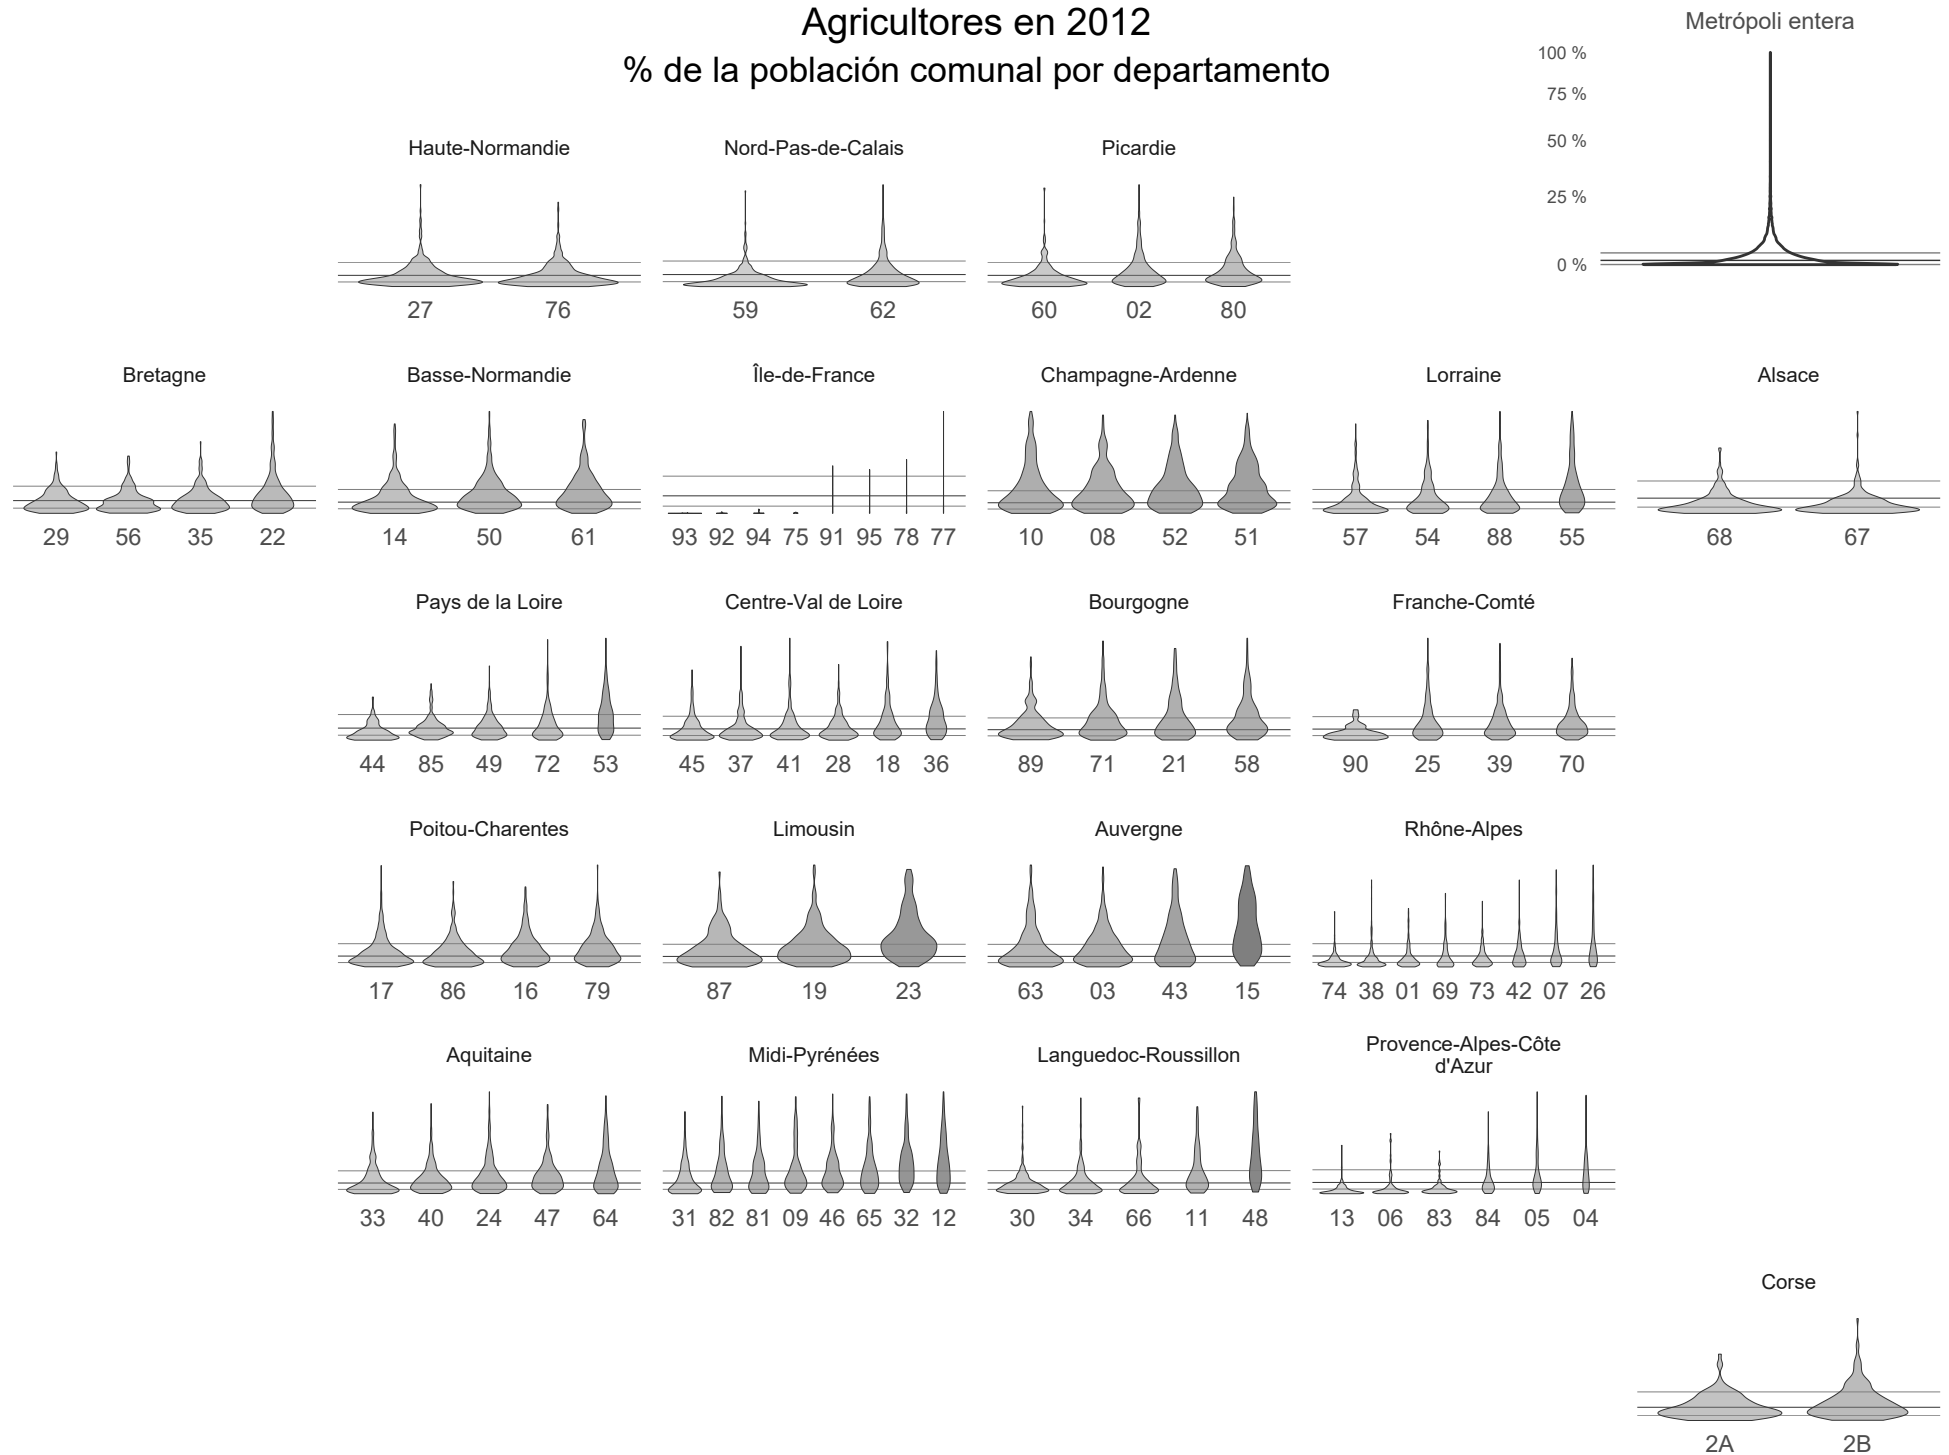 Agricultores en 2012
% de la población comunal por departamento
Metrópoli entera
100 %
75 %
50 %
25 %
0 %
Haute-Normandie
27 76
Nord-Pas-de-Calais
59 62
Picardie
60 02 80
Bretagne
29 56 35 22
Basse-Normandie
14 50 61
Île-de-France
93 92 94 75 91 95 78 77
Champagne-Ardenne
10 08 52 51
Lorraine
57 54 88 55
Alsace
68 67
Pays de la Loire
44 85 49 72 53
Centre-Val de Loire
45 37 41 28 18 36
Bourgogne
89 71 21 58
Franche-Comté
90 25 39 70
Poitou-Charentes
17 86 16 79
Limousin
87 19 23
Auvergne
63 03 43 15
Rhône-Alpes
74 38 01 69 73 42 07 26
Aquitaine
33 40 24 47 64
Midi-Pyrénées
31 82 81 09 46 65 32 12
Languedoc-Roussillon
30 34 66 11 48
Provence-Alpes-Côte
d'Azur
13 06 83 84 05 04
Corse
2A 2B